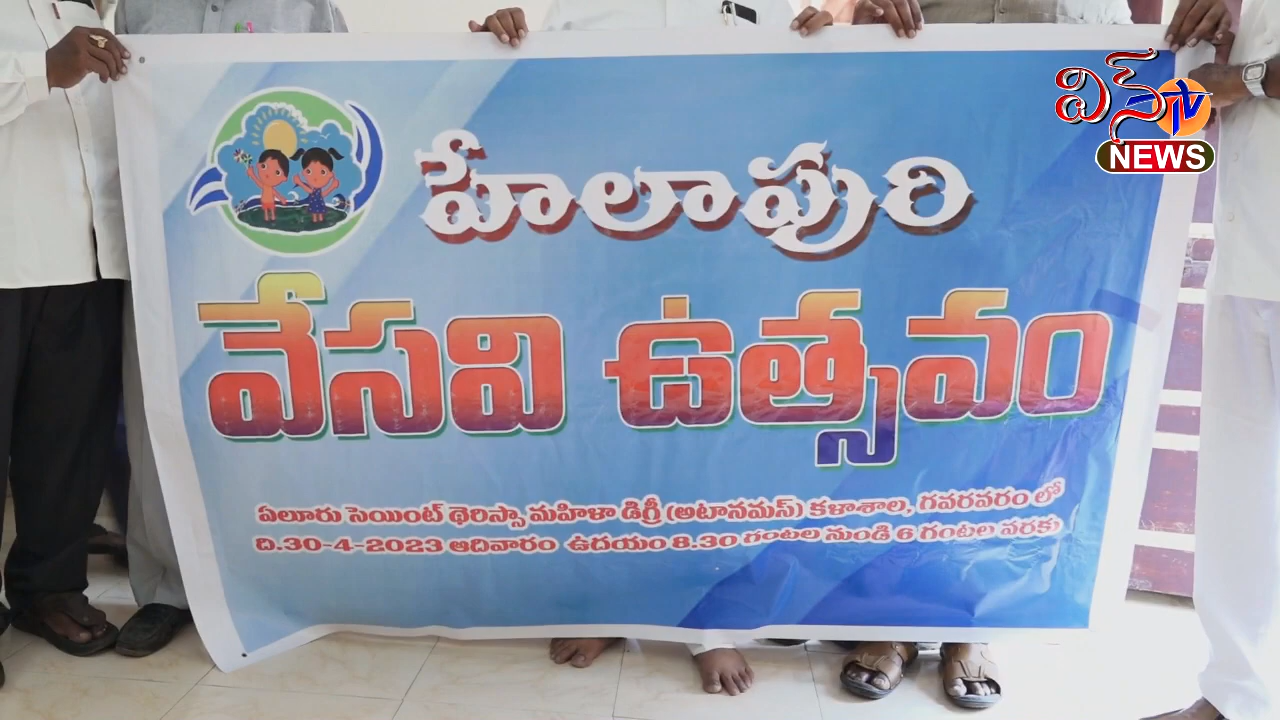 విన్ TV
NEWS
హేలాపురి
వేసవి ఉత్సవం
ఏలూరు సెయింట్ థెరిస్సా మహిళా డిగ్రీ (అటానమస్) కళాశాల, గవరవరం లో
ది.30-4-2023 ఆదివారం ఉదయం 8.30 గంటల నుండి 6 గంటల వరకు